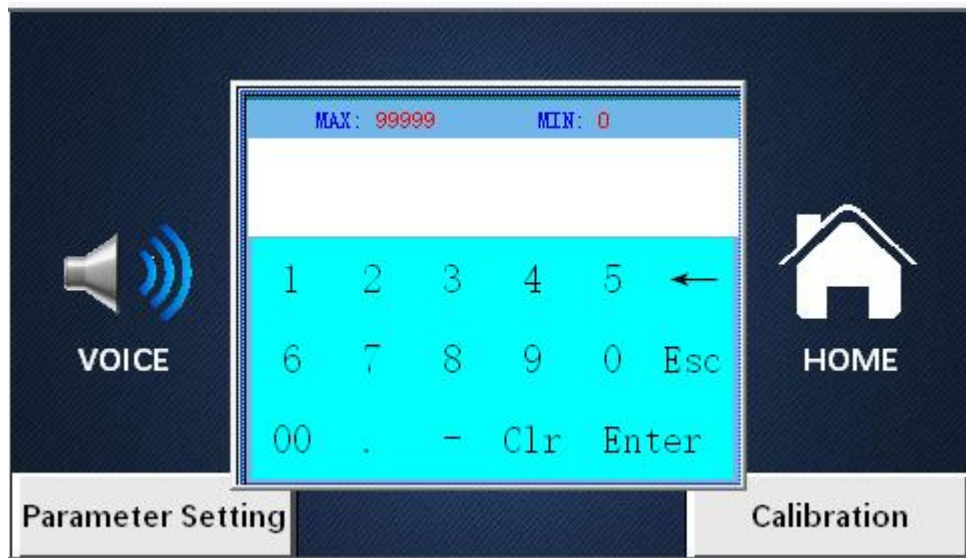 MAX: 99999 MIN: 0
1 2 3 4 5 ←
6 7 8 9 0 Esc
00 . - Clr Enter
VOICE
HOME
Parameter Setting
Calibration